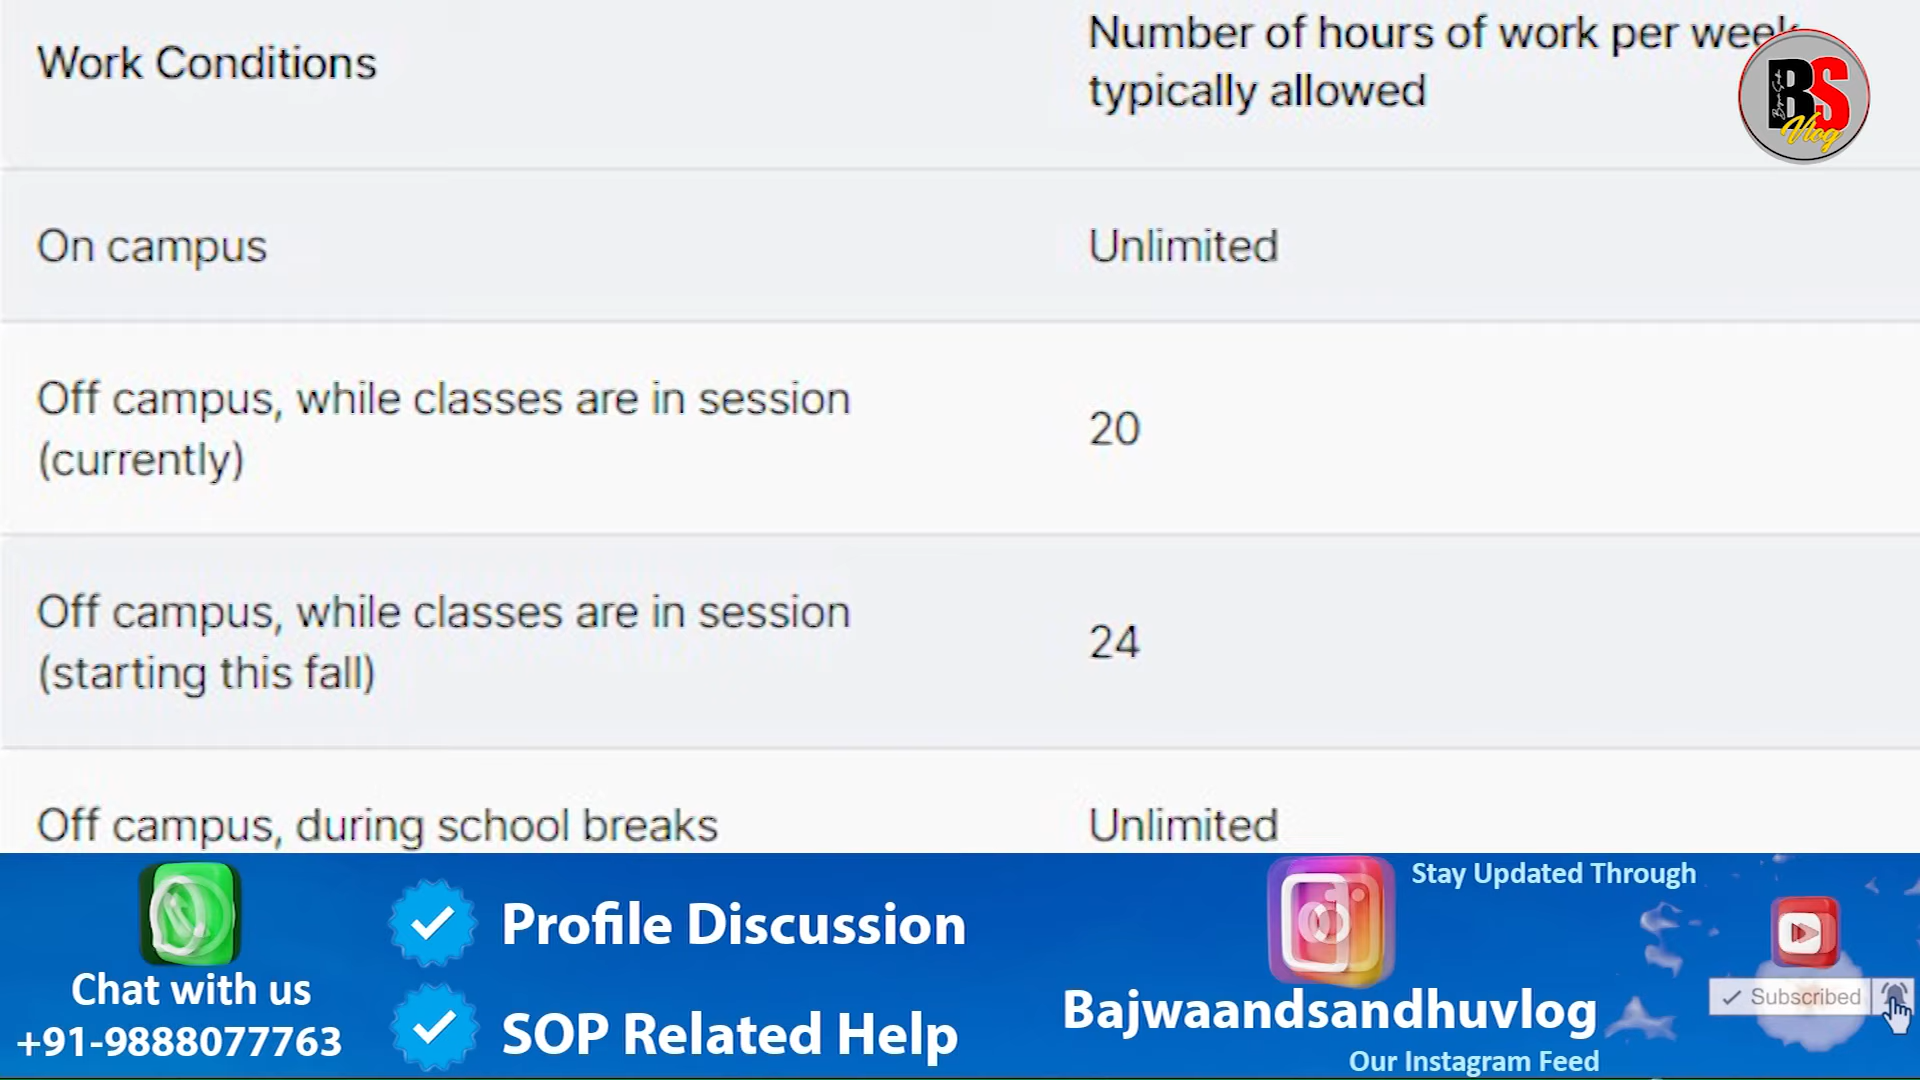 Work Conditions
Number of hours of work per week
typically allowed
BS
Vlog
On campus
Unlimited
Off campus, while classes are in session
(currently)
20
Off campus, while classes are in session
(starting this fall)
24
Off campus, during school breaks
Unlimited
Chat with us
+91-9888077763
Profile Discussion
SOP Related Help
Stay Updated Through
Bajwaandsandhuvlog
Our Instagram Feed
Subscribed